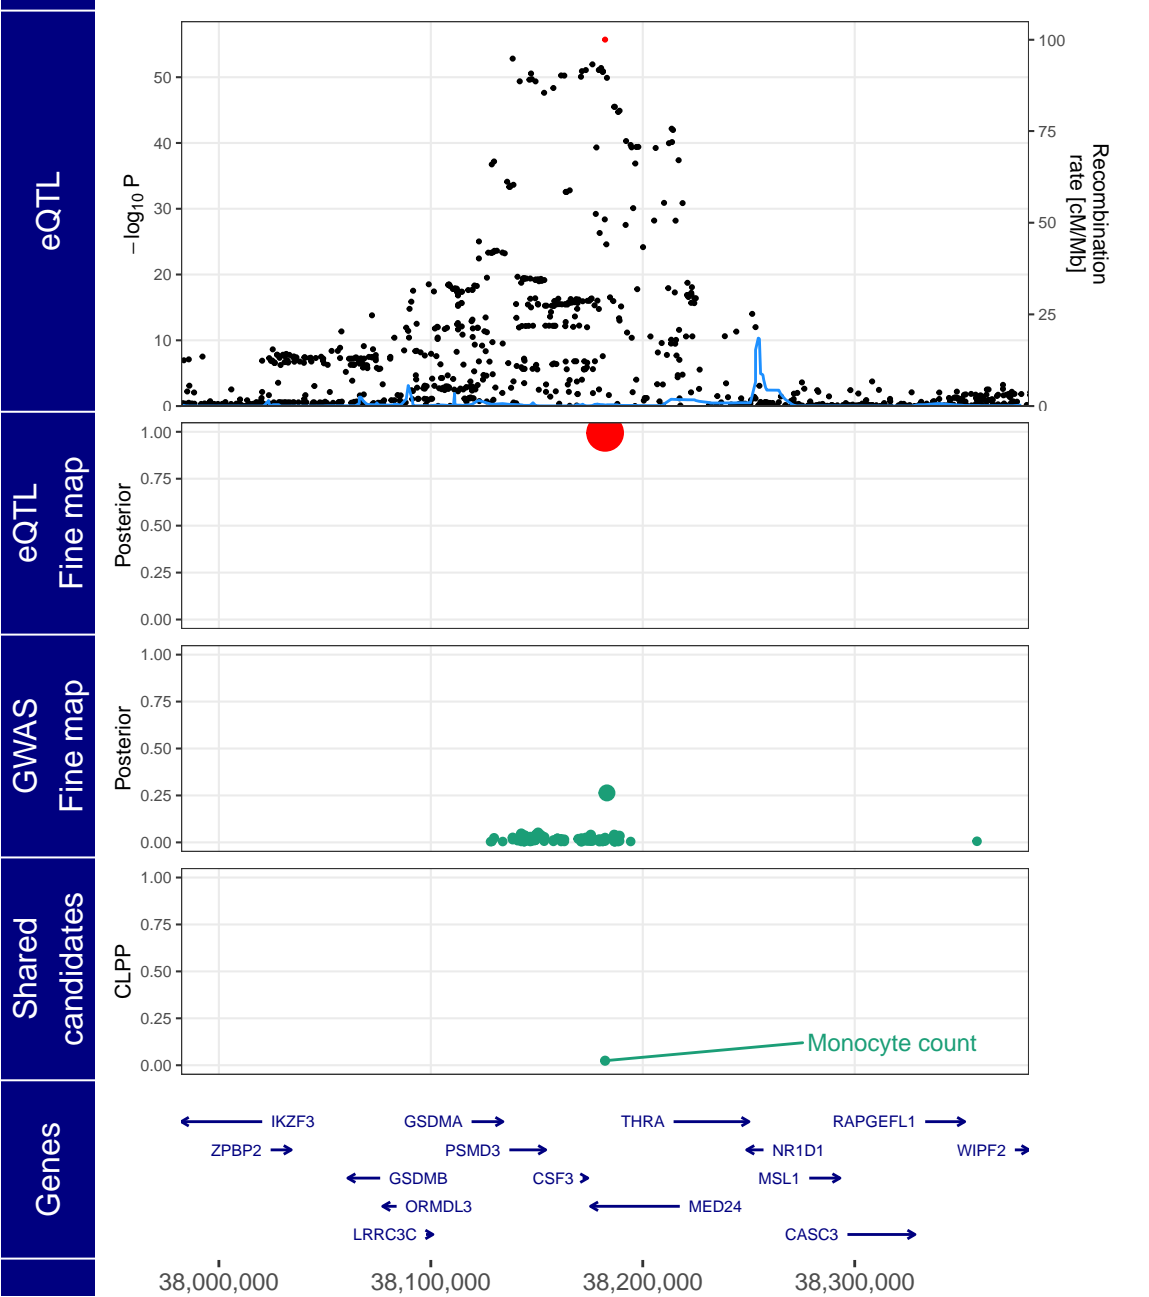 eQTL
−log10 P
50
40
30
20
10
0
100
75
50
25
0
Recombination
rate [cM/Mb]
eQTL
Fine map
Posterior
1.00
0.75
0.50
0.25
0.00
GWAS
Fine map
Posterior
1.00
0.75
0.50
0.25
0.00
Shared
candidates
CLPP
1.00
0.75
0.50
0.25
0.00
Monocyte count
Genes
IKZF3
GSDMA
THRA
RAPGEFL1
ZPBP2
PSMD3
NR1D1
WIPF2
GSDMB
CSF3
MSL1
ORMDL3
MED24
LRRC3C
CASC3
38,000,000
38,100,000
38,200,000
38,300,000